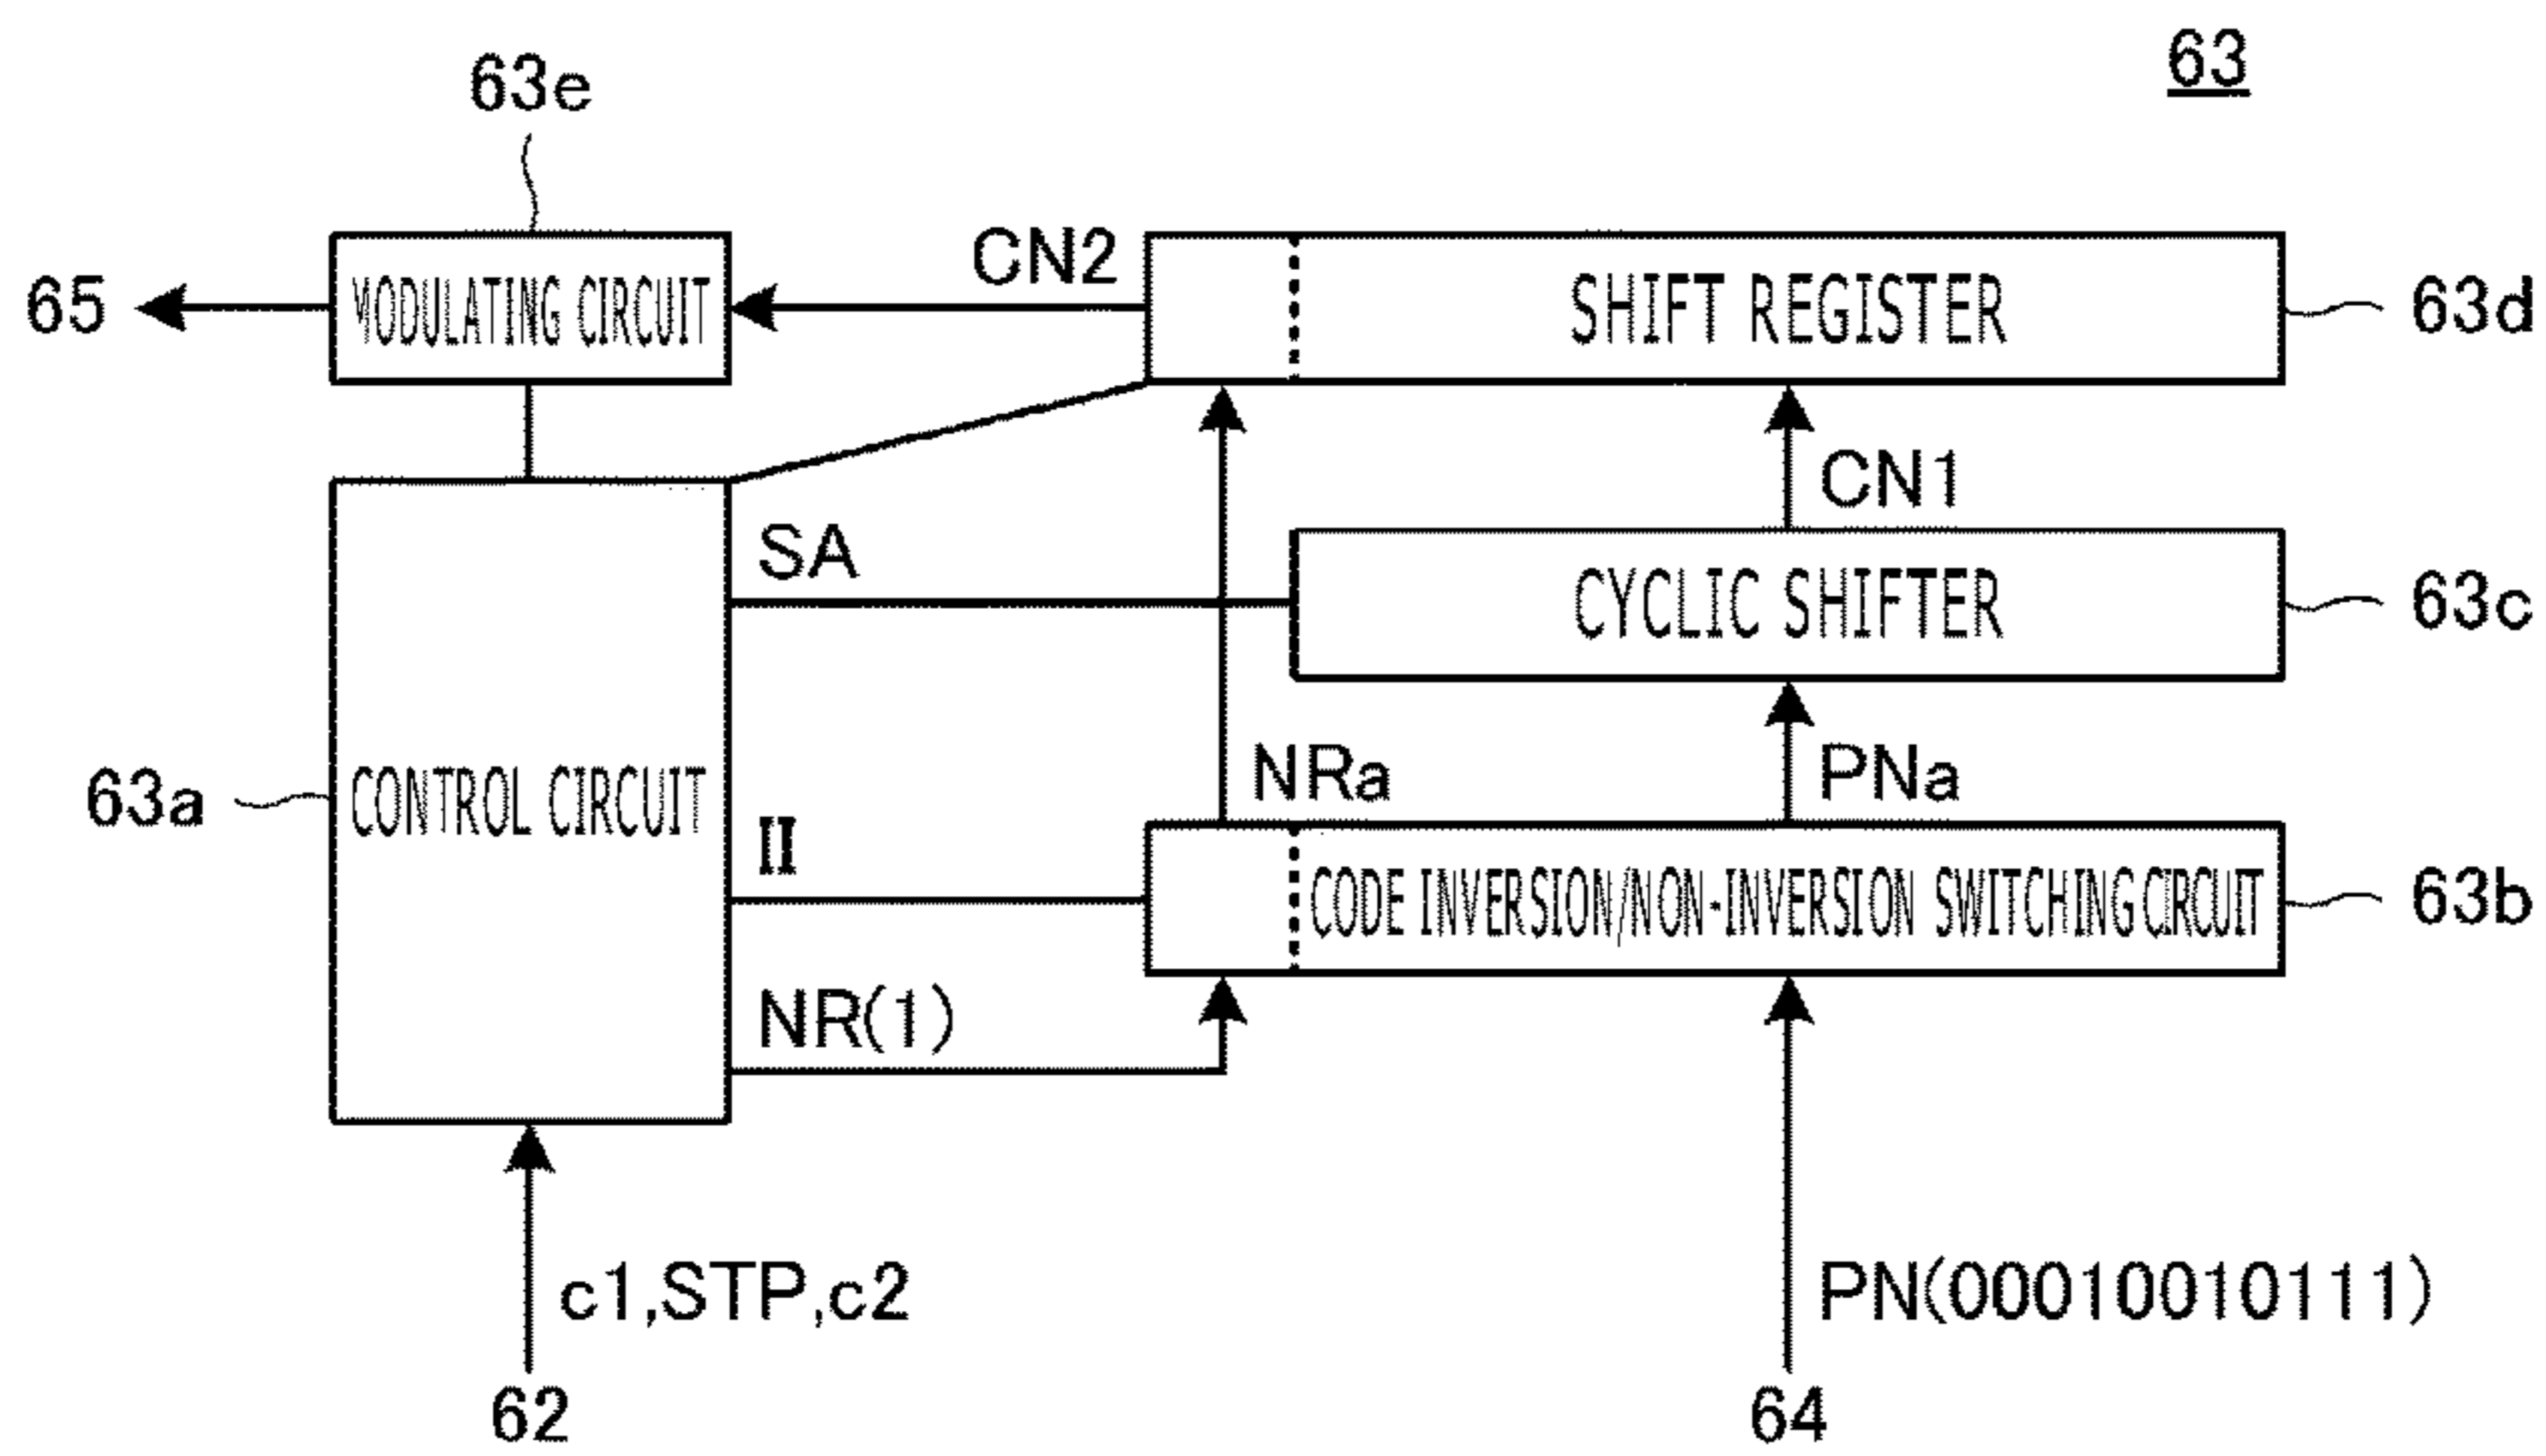 63
63e
CN2
65
MODULATING CIRCUIT
SHIFT REGISTER
63d
CN1
SA
CYCLIC SHIFTER
63c
63a
CONTROL CIRCUIT
NRa
PNa
II
CODE INVERSION/NON-INVERSION SWITCHING CIRCUIT
63b
NR(1)
c1,STP,c2
PN(00010010111)
62
64